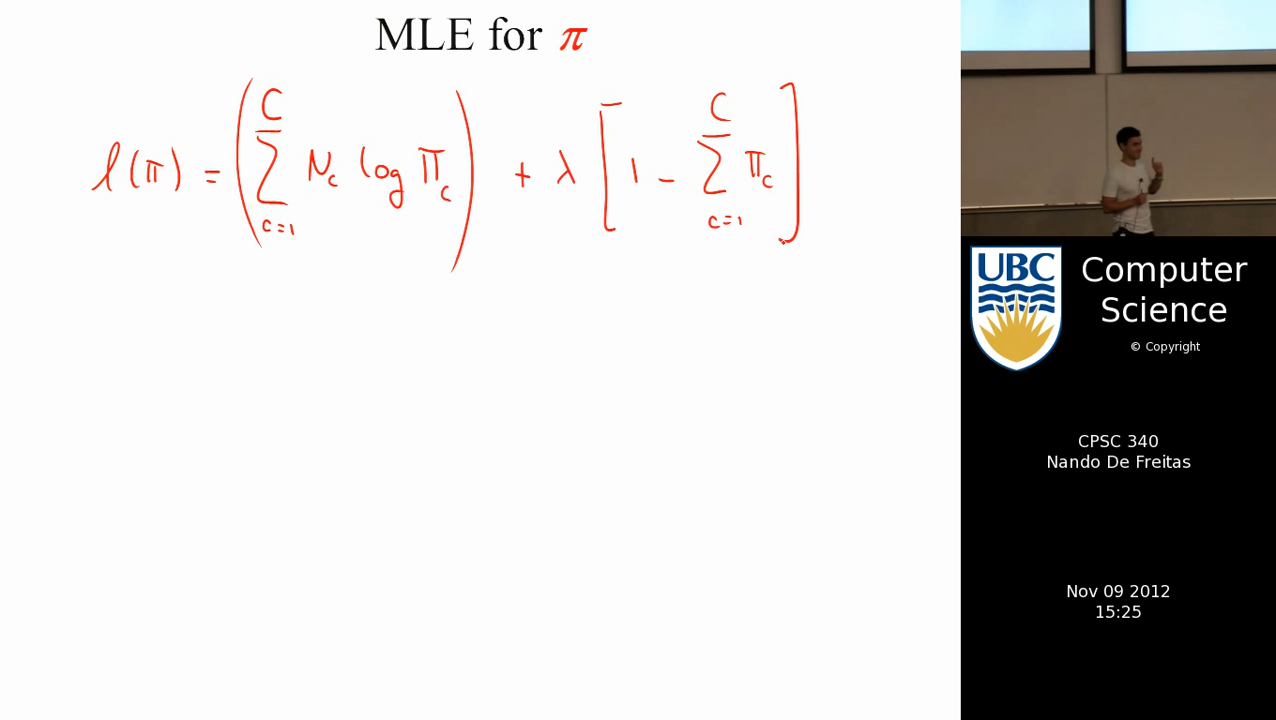 MLE for π
l(π) = (∑_{c=1}^{C} N_c log π_c) + λ [1 - ∑_{c=1}^{C} π_c]
UBC
Computer
Science
© Copyright
CPSC 340
Nando De Freitas
Nov 09 2012
15:25